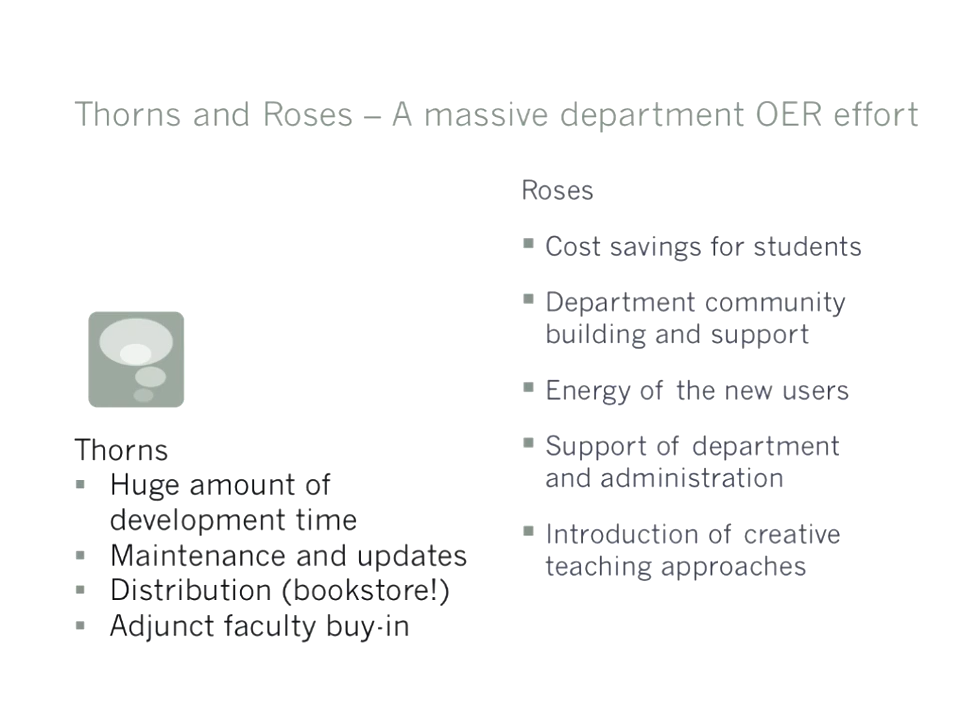 Thorns and Roses – A massive department OER effort
Thorns
▪ Huge amount of
development time
▪ Maintenance and updates
▪ Distribution (bookstore!)
▪ Adjunct faculty buy-in
Roses
▪ Cost savings for students
▪ Department community
building and support
▪ Energy of the new users
▪ Support of department
and administration
▪ Introduction of creative
teaching approaches